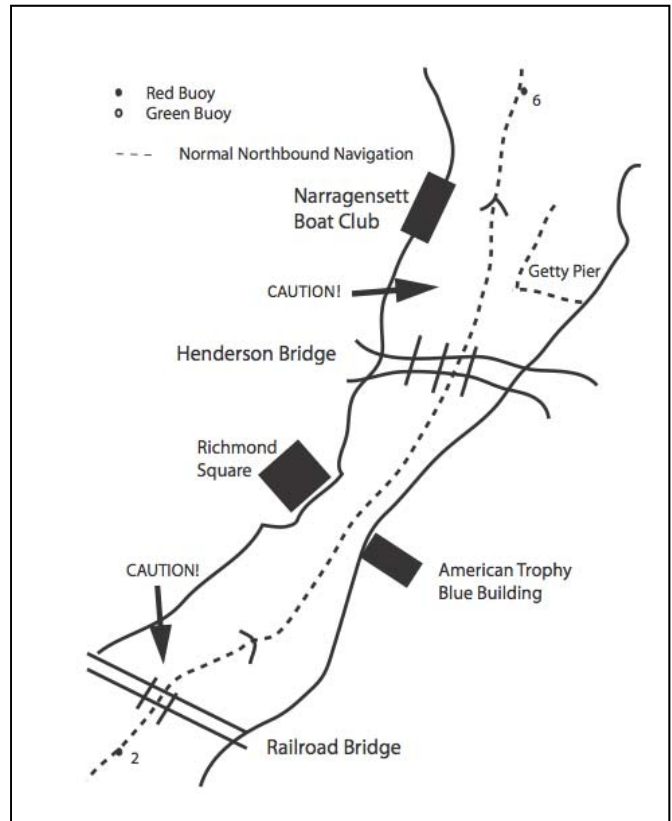 Red Buoy
Green Buoy
Normal Northbound Navigation
6
Narragensett
Boat Club
Getty Pier
CAUTION!
Henderson Bridge
Richmond
Square
CAUTION!
American Trophy
Blue Building
Railroad Bridge
2